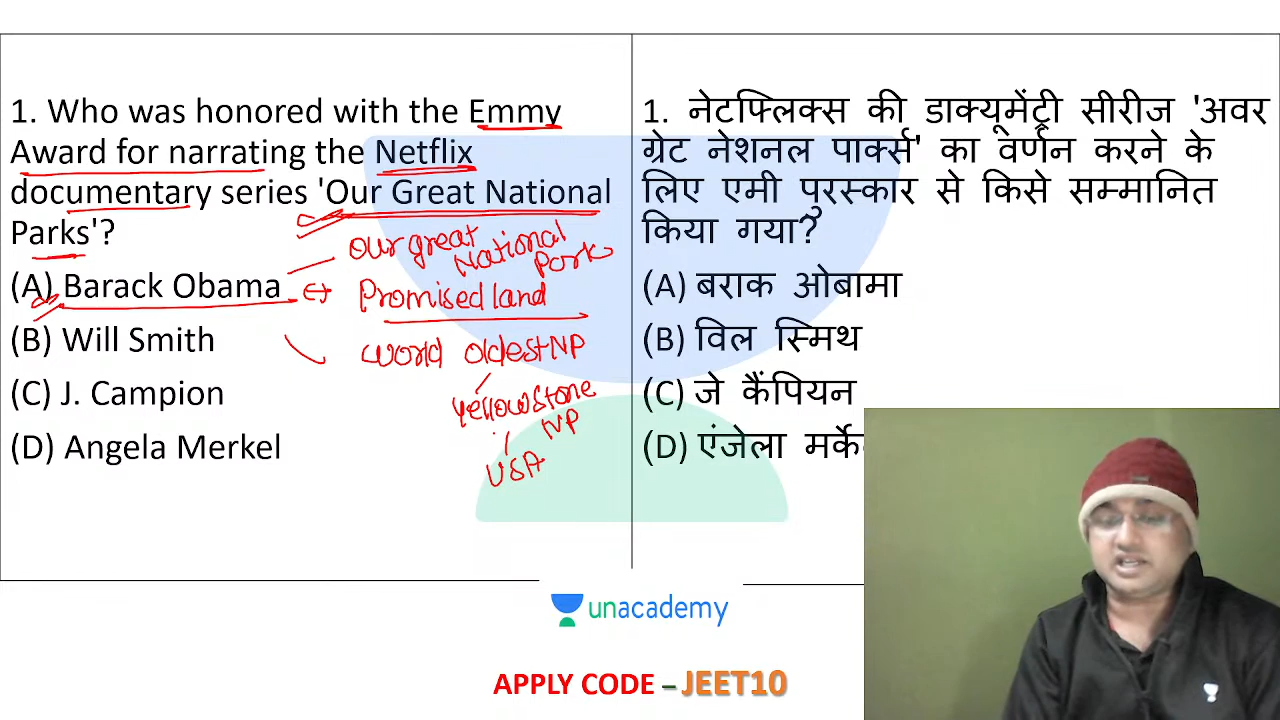 1. Who was honored with the Emmy
Award for narrating the Netflix
documentary series 'Our Great National
Parks'?
(A) Barack Obama
(B) Will Smith
(C) J. Campion
(D) Angela Merkel
our great
National
Park
Promised land
World oldest NP
Yellowstone
NP
USA
1. नेटफ्लिक्स की डाक्यूमेंट्री सीरीज 'अवर
ग्रेट नेशनल पार्क्स' का वर्णन करने के
लिए एमी पुरस्कार से किसे सम्मानित
किया गया?
(A) बराक ओबामा
(B) विल स्मिथ
(C) जे कैंपियन
(D) एंजेला
unacademy
APPLY CODE – JEET10